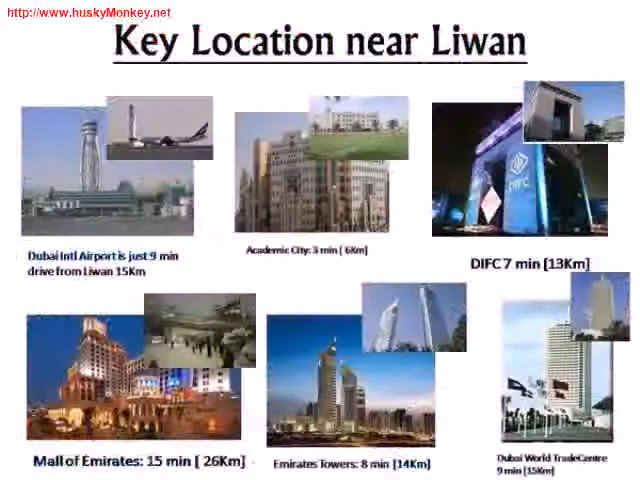 http://www.huskyMonkey.net
Key Location near Liwan
DIFC
Dubai Intl Airport is just 9 min
drive from Liwan 15Km
Academic City: 3 min [ 6Km]
DIFC 7 min [13Km]
Mall of Emirates: 15 min [ 26Km]
Emirates Towers: 8 min [14Km]
Dubai World TradeCentre
9 min [15Km]